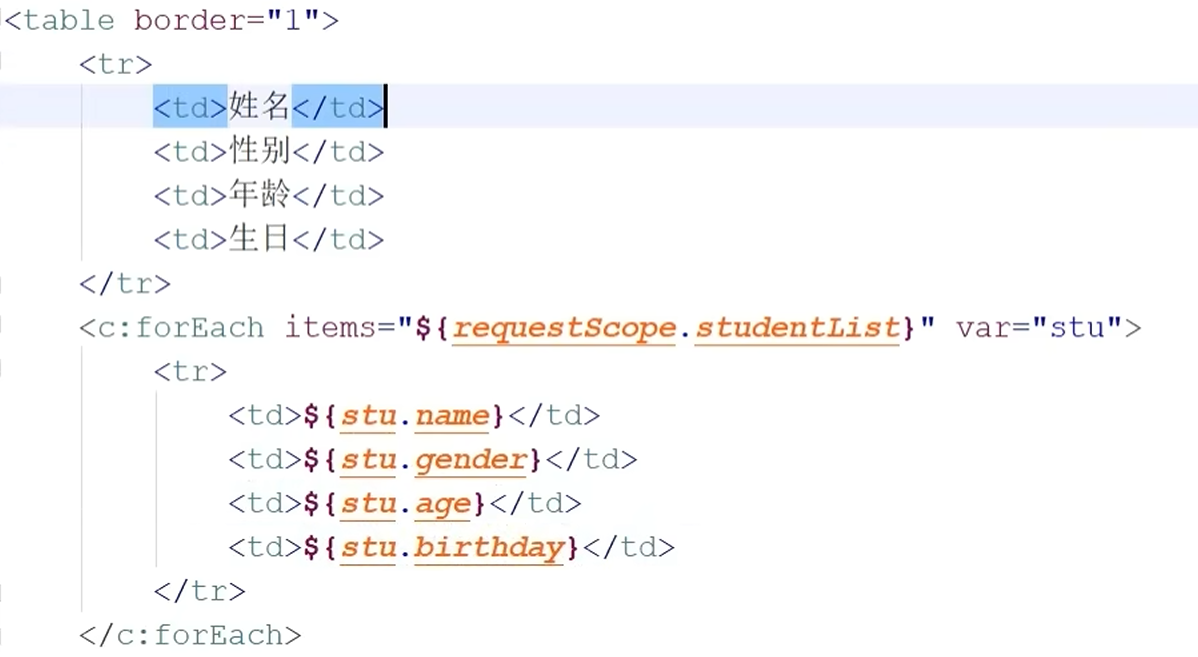 <table border="1">
<tr>
<td>姓名</td>
<td>性别</td>
<td>年龄</td>
<td>生日</td>
</tr>
<c:forEach items="${requestScope.studentList}" var="stu">
<tr>
<td>${stu.name}</td>
<td>${stu.gender}</td>
<td>${stu.age}</td>
<td>${stu.birthday}</td>
</tr>
</c:forEach>